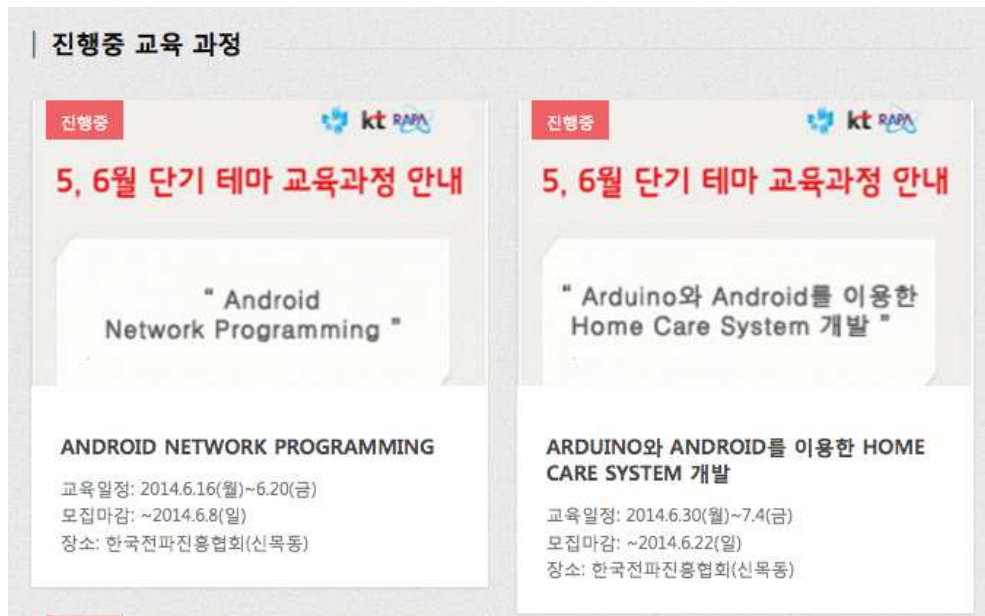 진행중 교육 과정
진행중
kt RAPA
5, 6월 단기 테마 교육과정 안내
" Android
Network Programming "
ANDROID NETWORK PROGRAMMING
교육일정: 2014.6.16(월)~6.20(금)
모집마감: ~2014.6.8(일)
장소: 한국전파진흥협회(신목동)
진행중
kt RAPA
5, 6월 단기 테마 교육과정 안내
" Arduino와 Android를 이용한
Home Care System 개발 "
ARDUINO와 ANDROID를 이용한 HOME
CARE SYSTEM 개발
교육일정: 2014.6.30(월)~7.4(금)
모집마감: ~2014.6.22(일)
장소: 한국전파진흥협회(신목동)